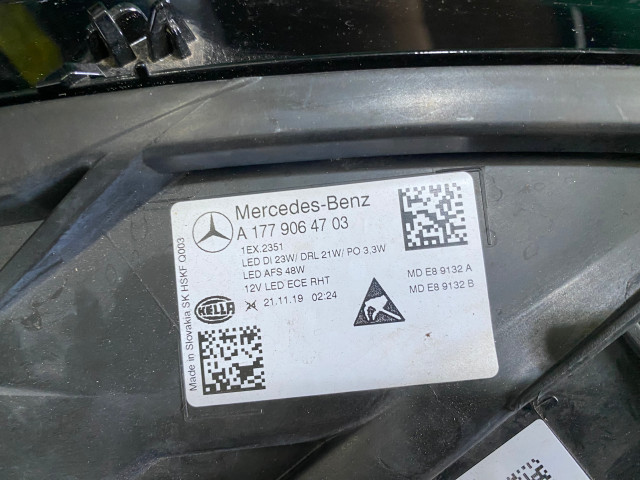 Mercedes-Benz
A 177 906 47 03
1EX.2351
LED DI 23W/ DRL 21W/ PO 3,3W
LED AFS 48W
12V LED ECE RHT
HELLA
21.11.19 02:24
MD E8 9132 A
MD E8 9132 B
Made in Slovakia SK HSKF Q003